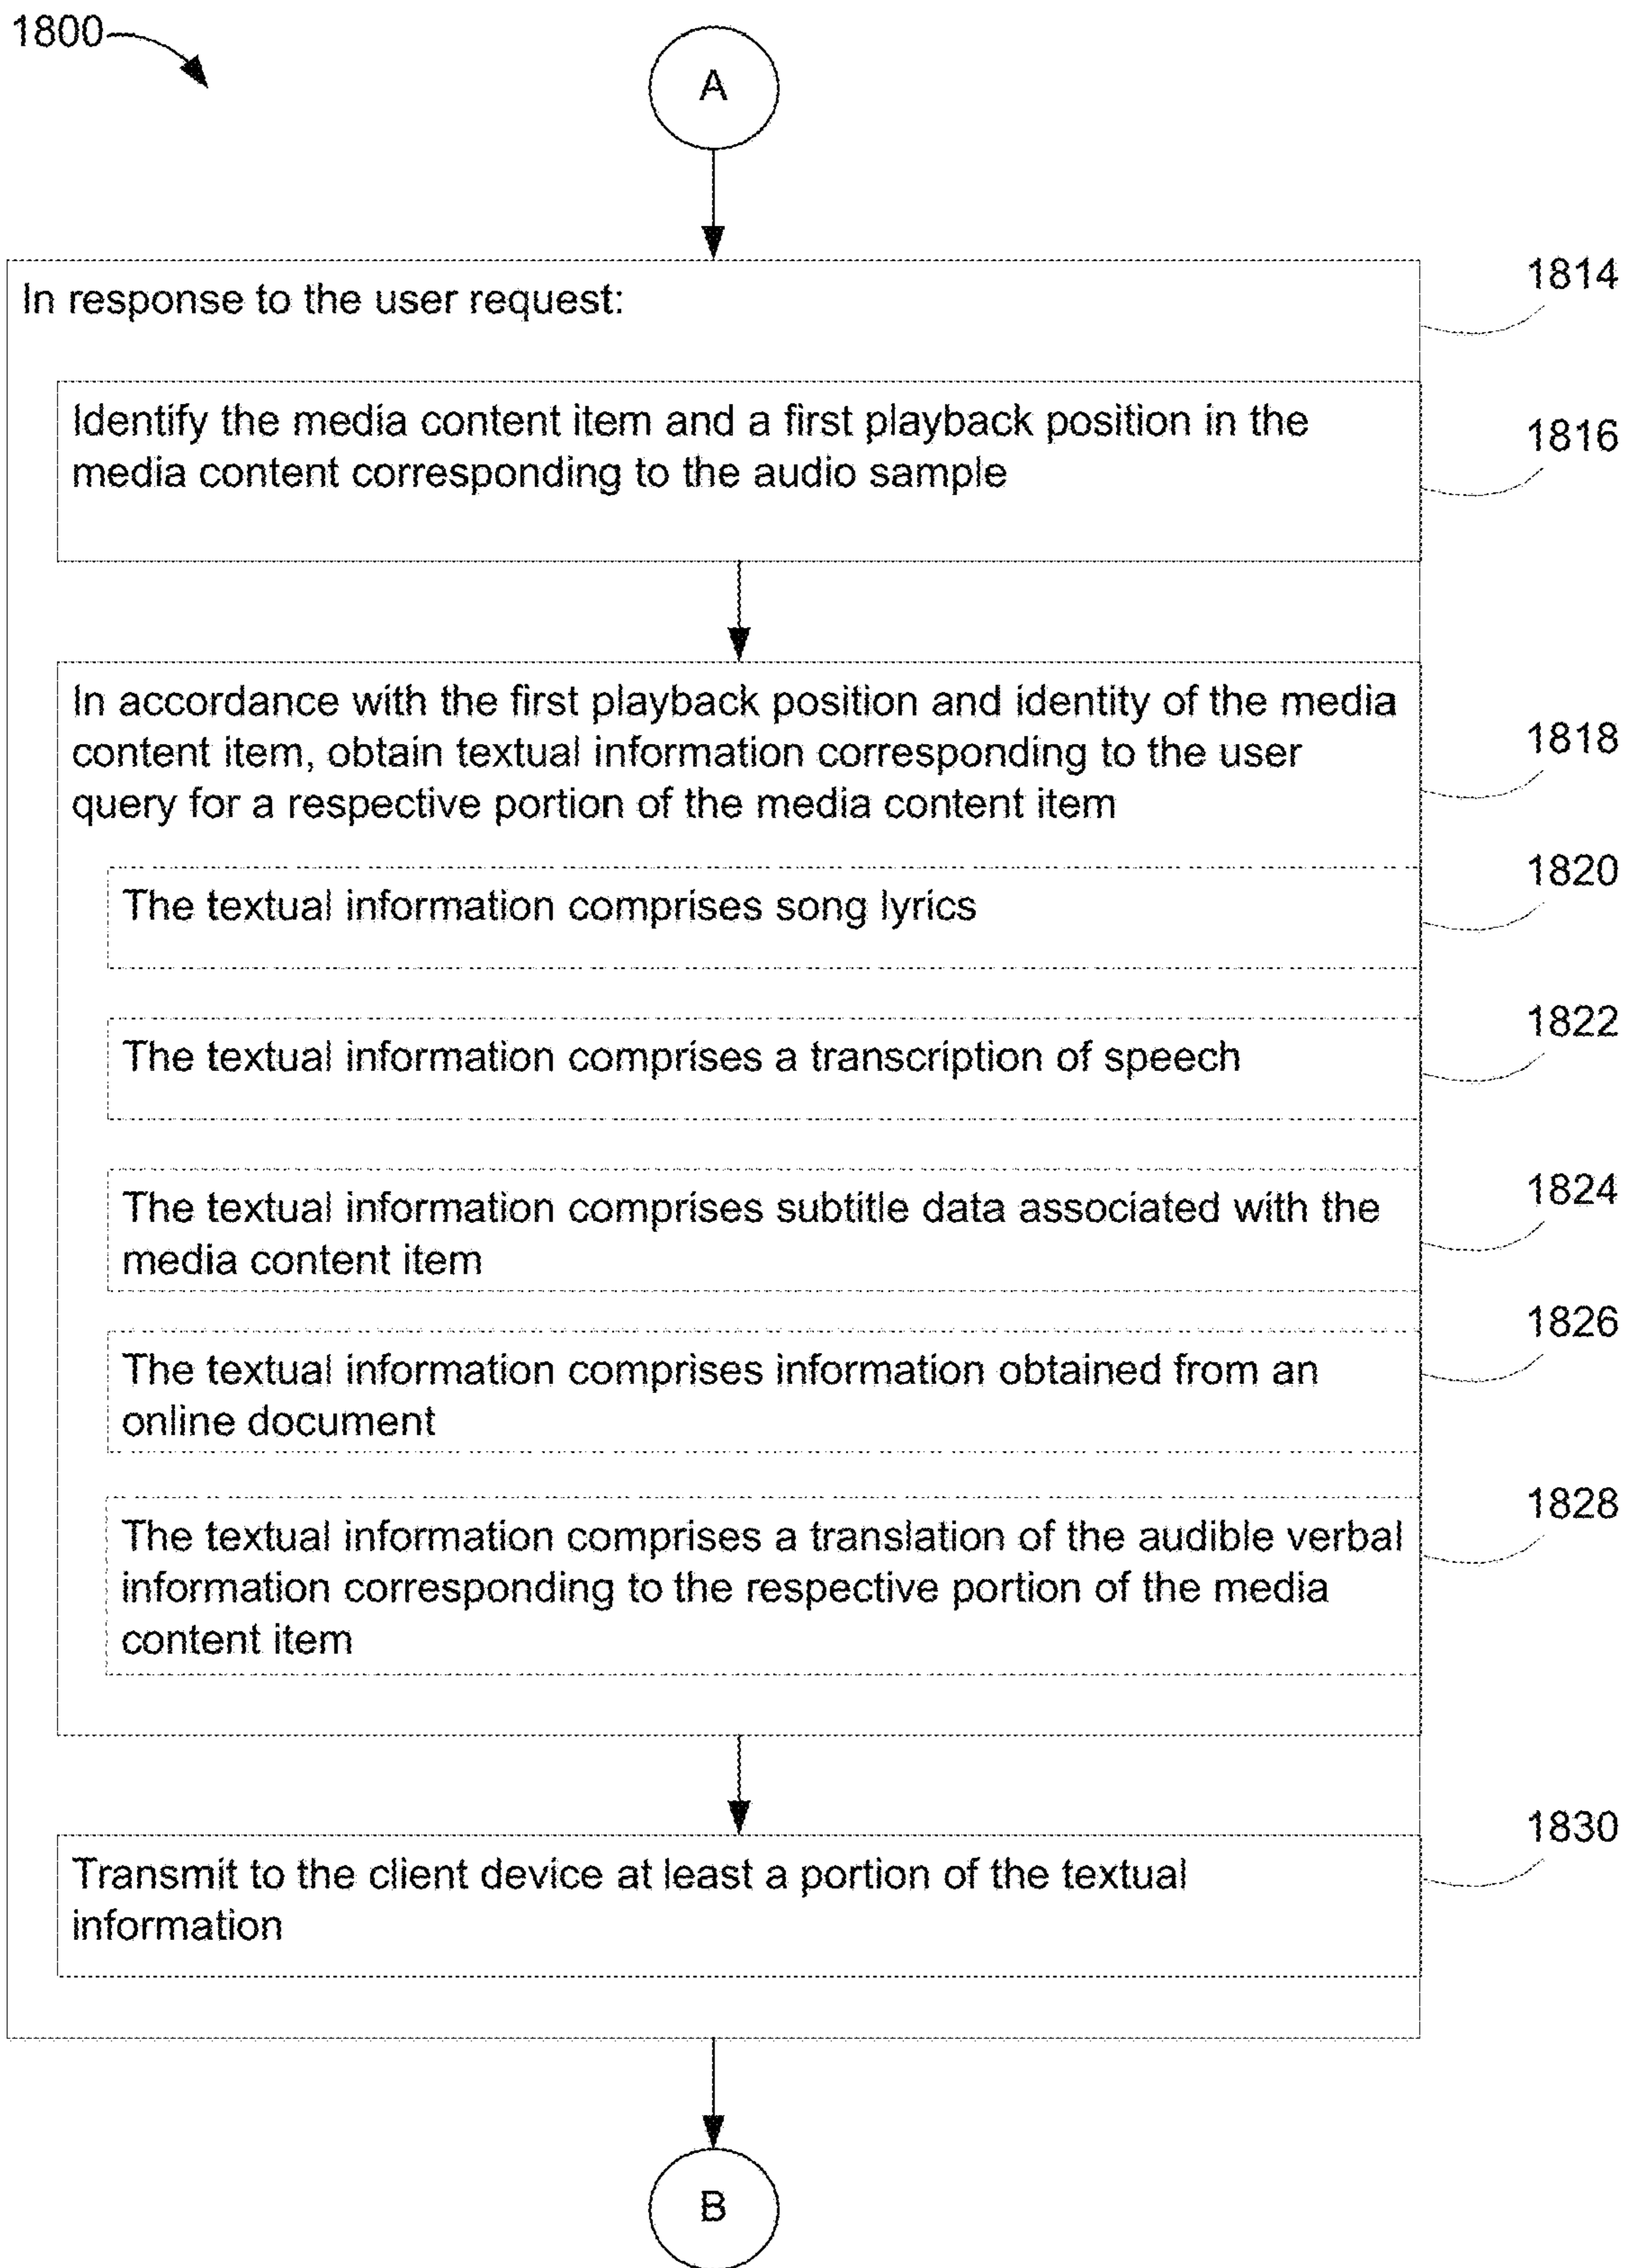 1800
A
In response to the user request:
1814
Identify the media content item and a first playback position in the
media content corresponding to the audio sample
1816
In accordance with the first playback position and identity of the media
content item, obtain textual information corresponding to the user
query for a respective portion of the media content item
1818
The textual information comprises song lyrics
1820
The textual information comprises a transcription of speech
1822
The textual information comprises subtitle data associated with the
media content item
1824
The textual information comprises information obtained from an
online document
1826
The textual information comprises a translation of the audible verbal
information corresponding to the respective portion of the media
content item
1828
Transmit to the client device at least a portion of the textual
information
1830
B